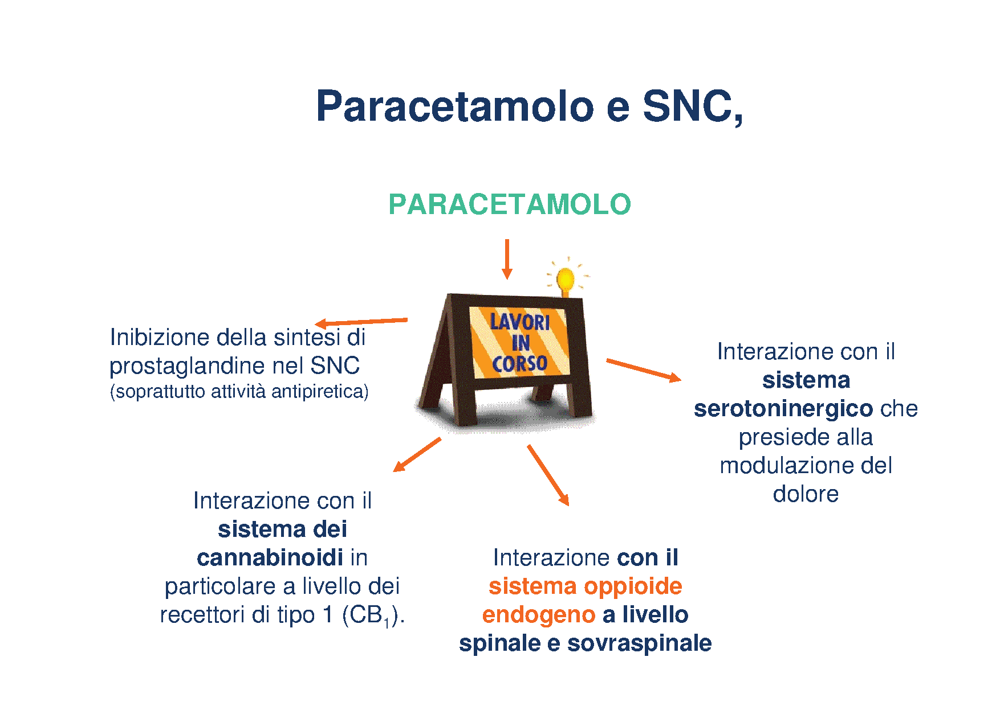 Paracetamolo e SNC,
PARACETAMOLO
LAVORI
IN
CORSO
Inibizione della sintesi di
prostaglandine nel SNC
(soprattutto attività antipiretica)
Interazione con il
sistema
serotoninergico che
presiede alla
modulazione del
dolore
Interazione con il
sistema dei
cannabinoidi in
particolare a livello dei
recettori di tipo 1 (CB₁).
Interazione con il
sistema oppioide
endogeno a livello
spinale e sovraspinale